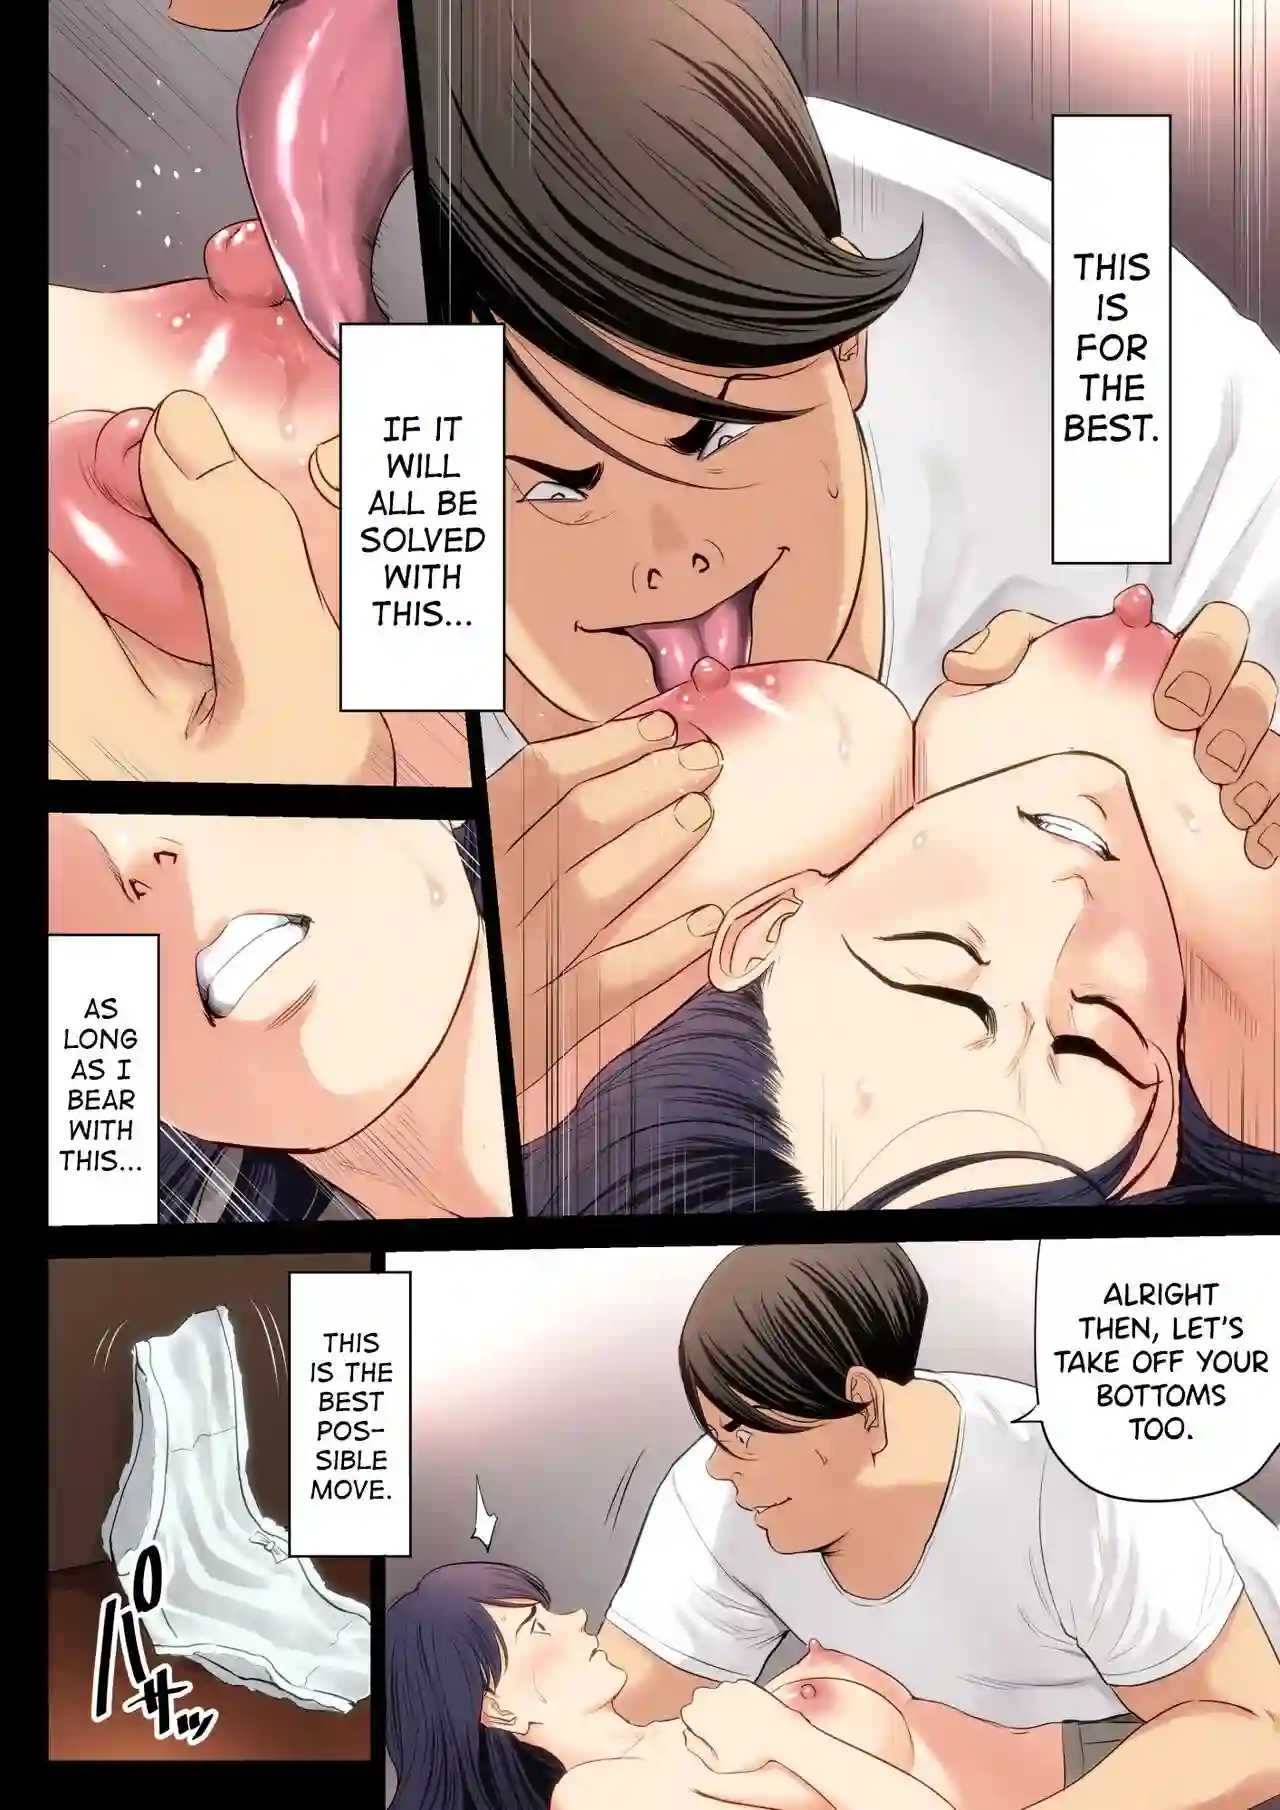 THIS
IS
FOR
THE
BEST.
IF IT
WILL
ALL BE
SOLVED
WITH
THIS...
AS
LONG
AS I
BEAR
WITH
THIS...
THIS
IS THE
BEST
POS-
SIBLE
MOVE.
ALRIGHT
THEN, LET'S
TAKE OFF YOUR
BOTTOMS
TOO.
パサッ